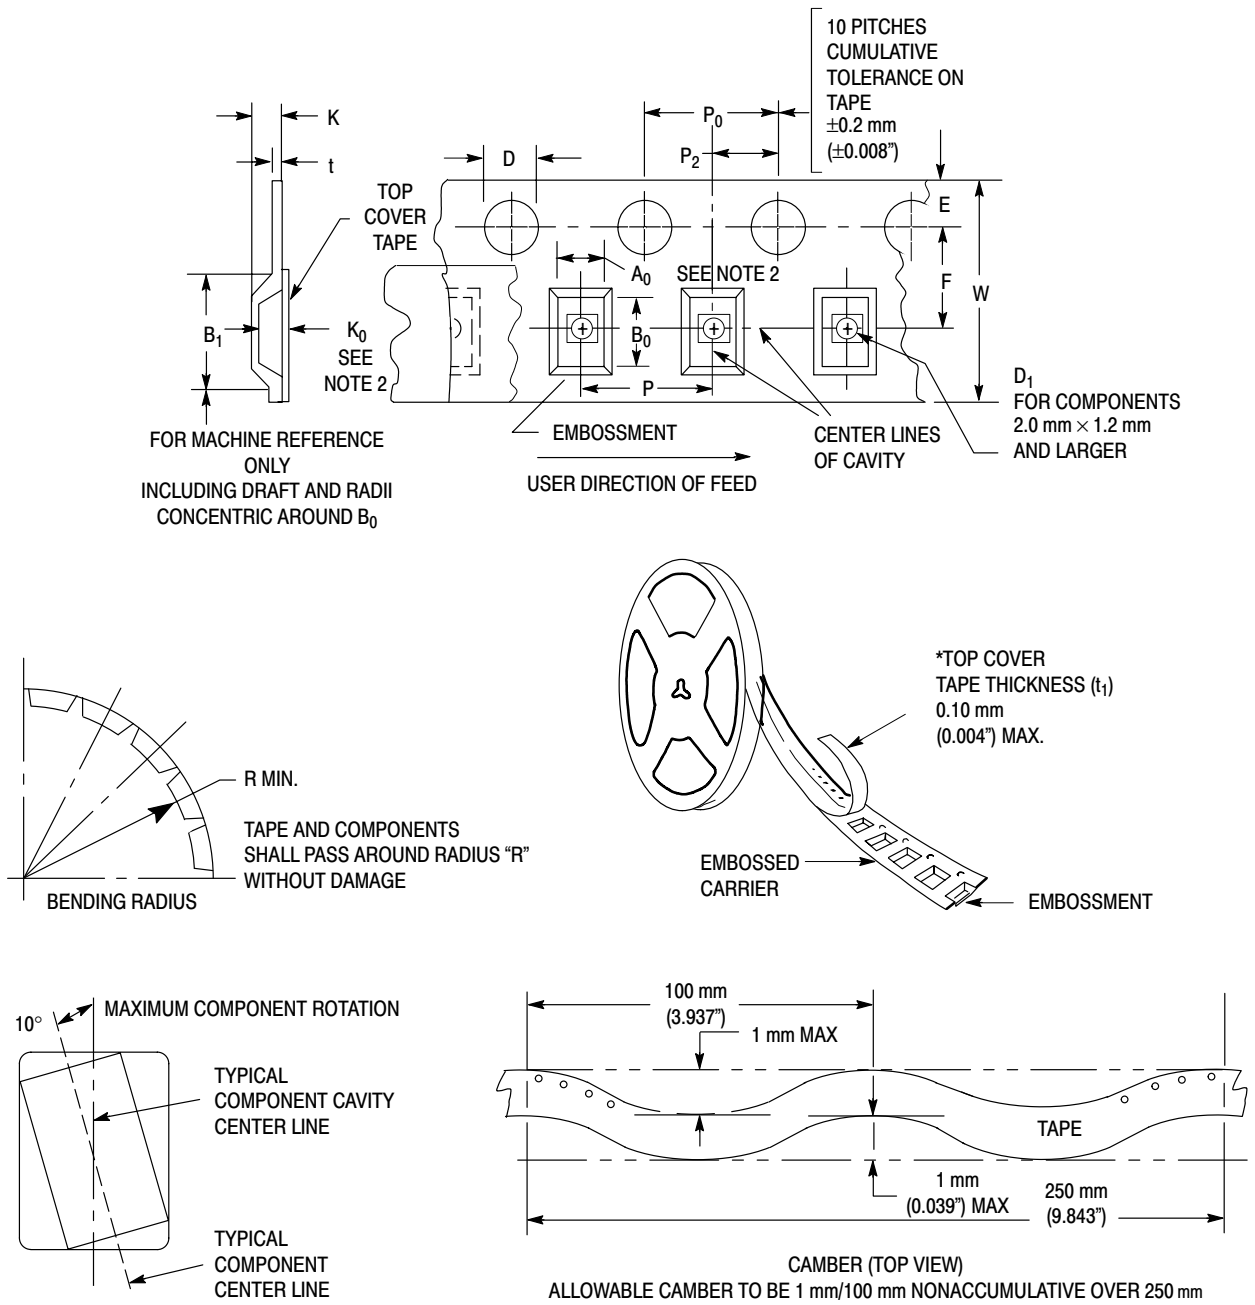 10 PITCHES
CUMULATIVE
TOLERANCE ON
TAPE
±0.2 mm
(±0.008”)
K
t
D
P0
P2
E
TOP
COVER
TAPE
A0
SEE NOTE 2
F
W
B1
K0
SEE
NOTE 2
B0
P
D1
FOR COMPONENTS
2.0 mm × 1.2 mm
AND LARGER
EMBOSSMENT
CENTER LINES
OF CAVITY
FOR MACHINE REFERENCE
ONLY
INCLUDING DRAFT AND RADII
CONCENTRIC AROUND B0
USER DIRECTION OF FEED
R MIN.
TAPE AND COMPONENTS
SHALL PASS AROUND RADIUS “R”
WITHOUT DAMAGE
BENDING RADIUS
*TOP COVER
TAPE THICKNESS (t1)
0.10 mm
(0.004”) MAX.
EMBOSSED
CARRIER
EMBOSSMENT
10°
MAXIMUM COMPONENT ROTATION
TYPICAL
COMPONENT CAVITY
CENTER LINE
TYPICAL
COMPONENT
CENTER LINE
100 mm
(3.937”)
1 mm MAX
TAPE
1 mm
(0.039”) MAX
250 mm
(9.843”)
CAMBER (TOP VIEW)
ALLOWABLE CAMBER TO BE 1 mm/100 mm NONACCUMULATIVE OVER 250 mm